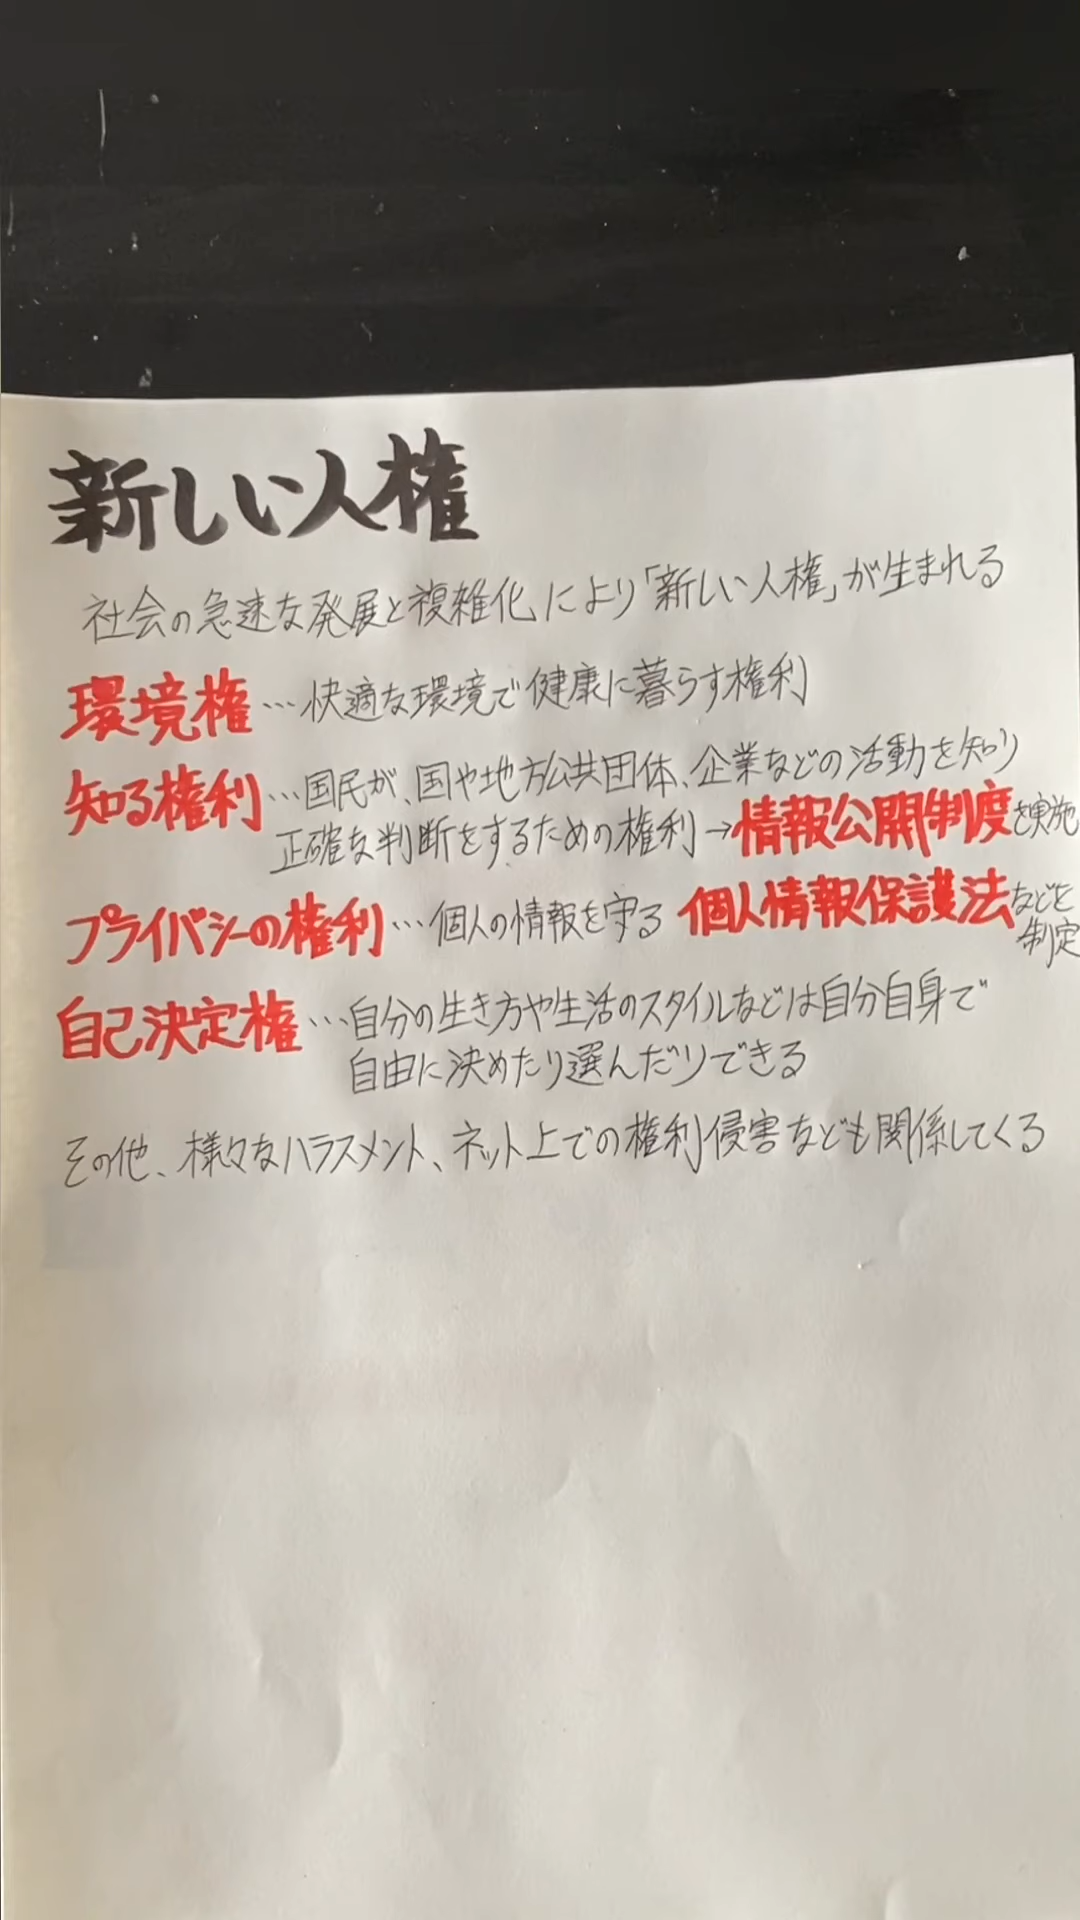 新しい人権
社会の急速な発展と複雑化により「新しい人権」が生まれる
環境権…快適な環境で健康に暮らす権利
知る権利…国民が、国や地方公共団体、企業などの活動を知り
正確な判断をするための権利→情報公開制度を実施
プライバシーの権利…個人の情報を守る 個人情報保護法などを
制定
自己決定権…自分の生き方や生活のスタイルなどは自分自身で
自由に決めたり選んだりできる
その他、様々なハラスメント、ネット上での権利侵害なども関係してくる